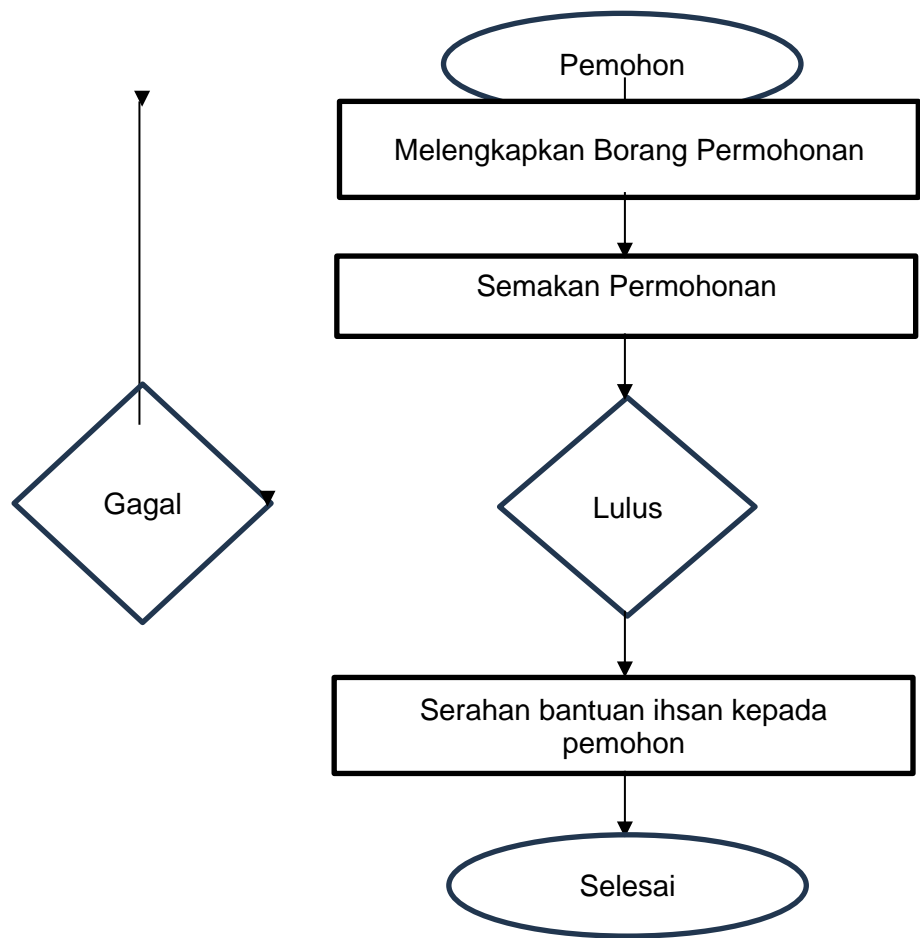 Pemohon
Melengkapkan Borang Permohonan
Semakan Permohonan
Gagal
Lulus
Serahan bantuan ihsan kepada
pemohon
Selesai